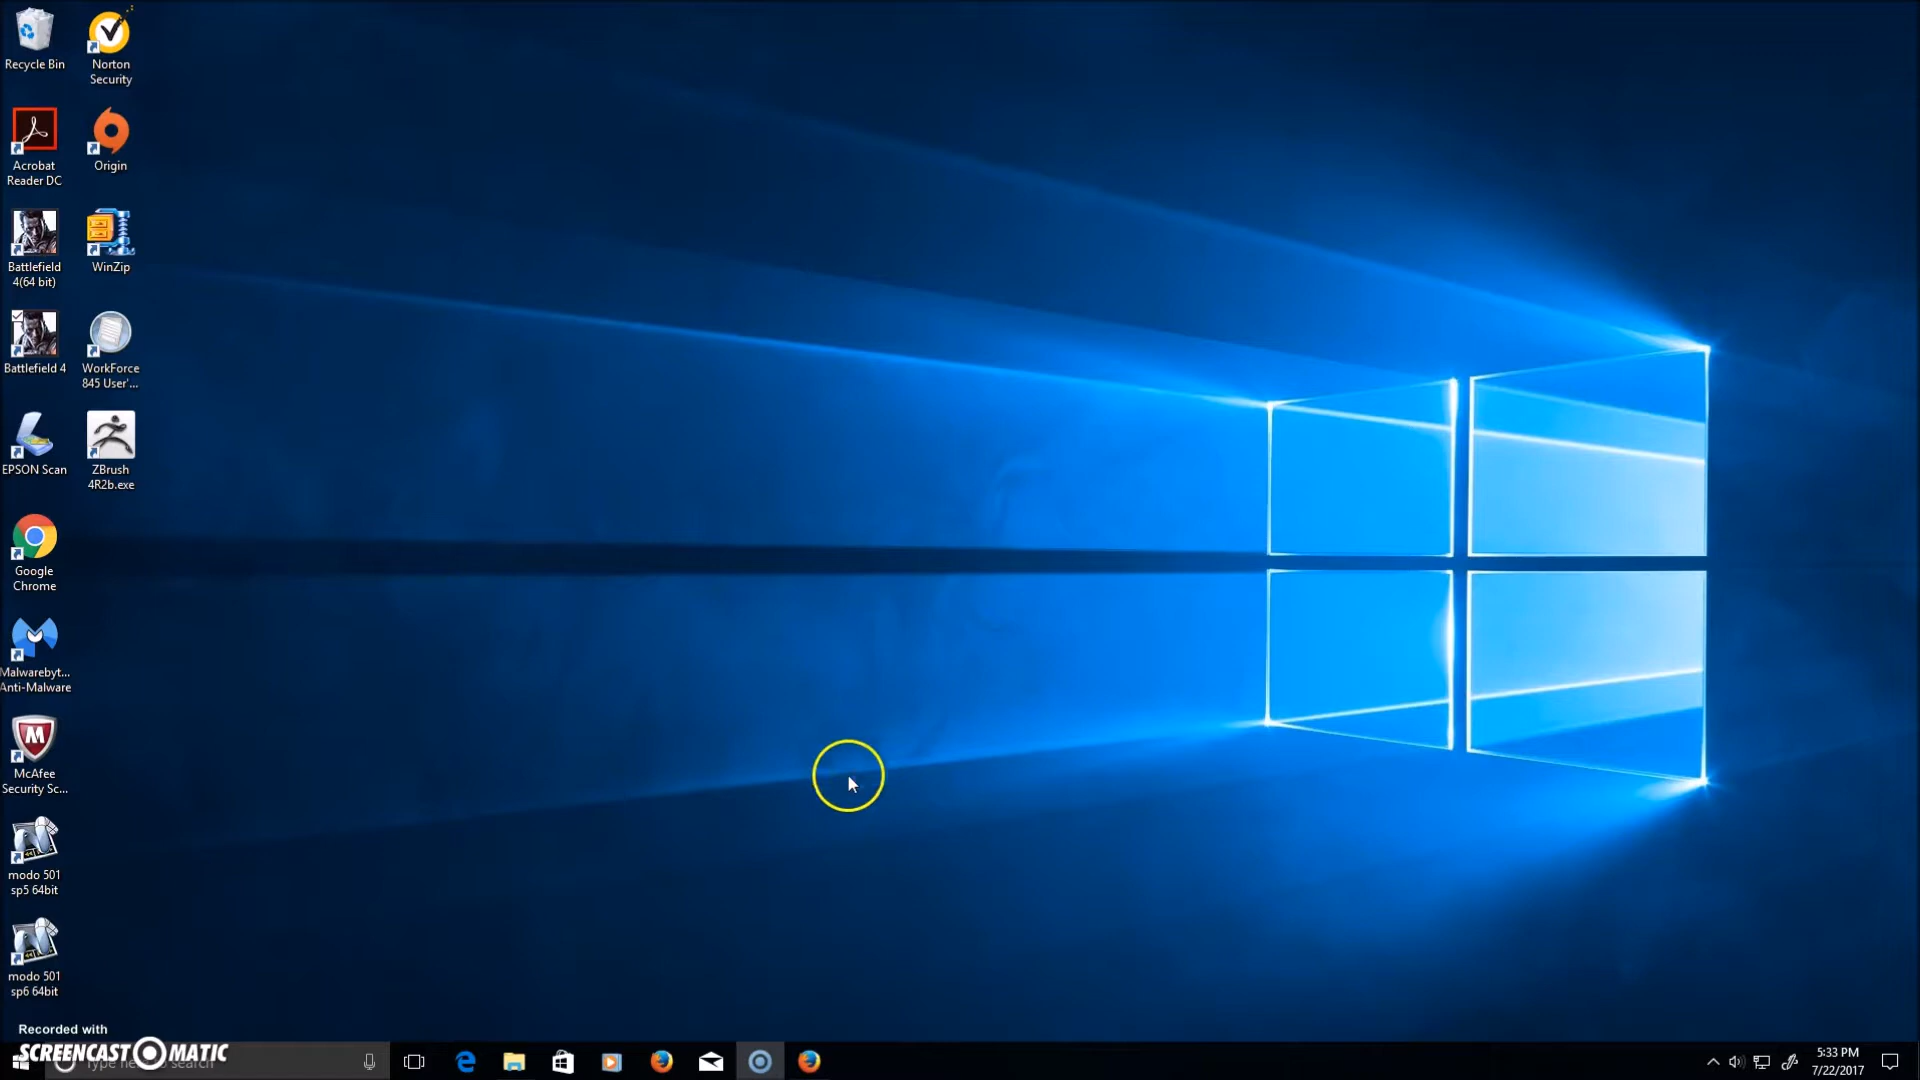 Recycle Bin
Norton
Security
Acrobat
Reader DC
Origin
Battlefield
4(64 bit)
WinZip
Battlefield 4
WorkForce
845 User'...
EPSON Scan
ZBrush
4R2b.exe
Google
Chrome
Malwarebyt...
Anti-Malware
M
McAfee
Security Sc...
modo 501
sp5 64bit
modo 501
sp6 64bit
Recorded with
SCREENCAST MATIC
search
5:33 PM
7/22/2017